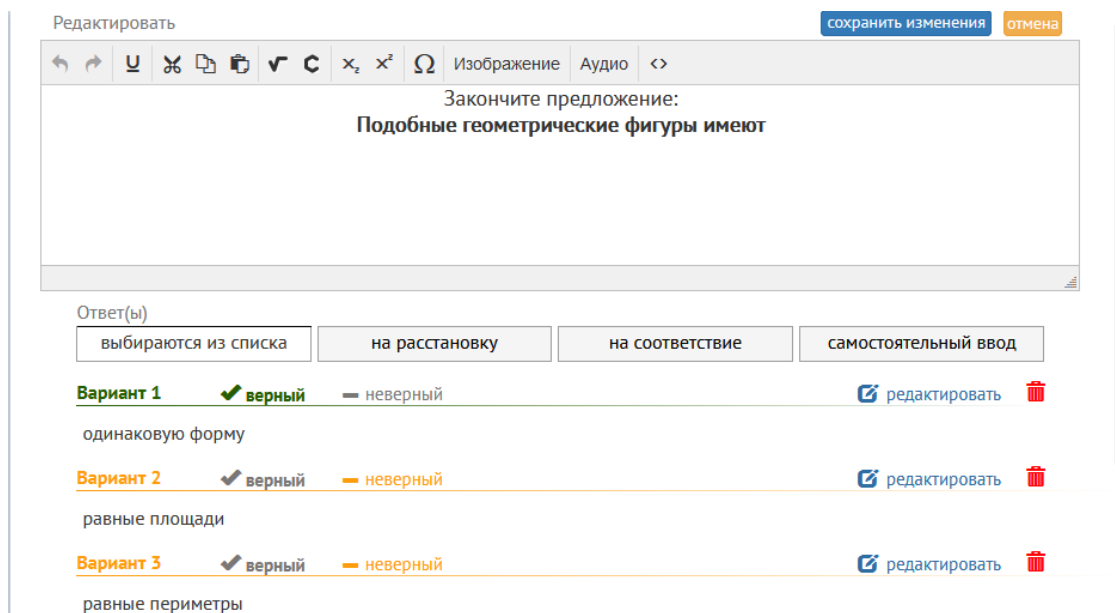 Редактировать
сохранить изменения
отмена
Изображение Аудио
Закончите предложение:
Подобные геометрические фигуры имеют
Ответ(ы)
выбираются из списка
на расстановку
на соответствие
самостоятельный ввод
Вариант 1 верный неверный редактировать
одинаковую форму
Вариант 2 верный неверный редактировать
равные площади
Вариант 3 верный неверный редактировать
равные периметры